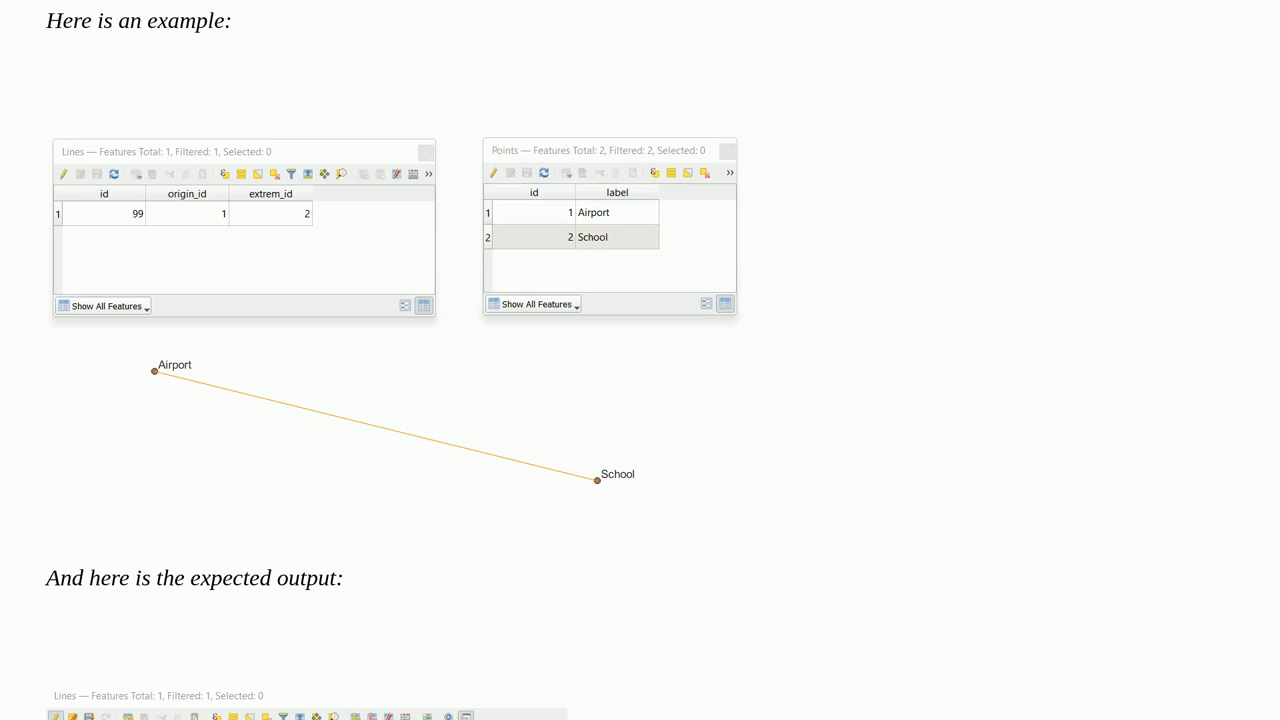 Here is an example:
Lines — Features Total: 1, Filtered: 1, Selected: 0
id origin_id extrem_id
1 99 1 2
Show All Features
Points — Features Total: 2, Filtered: 2, Selected: 0
id label
1 1 Airport
2 2 School
Show All Features
Airport
School
And here is the expected output:
Lines — Features Total: 1, Filtered: 1, Selected: 0